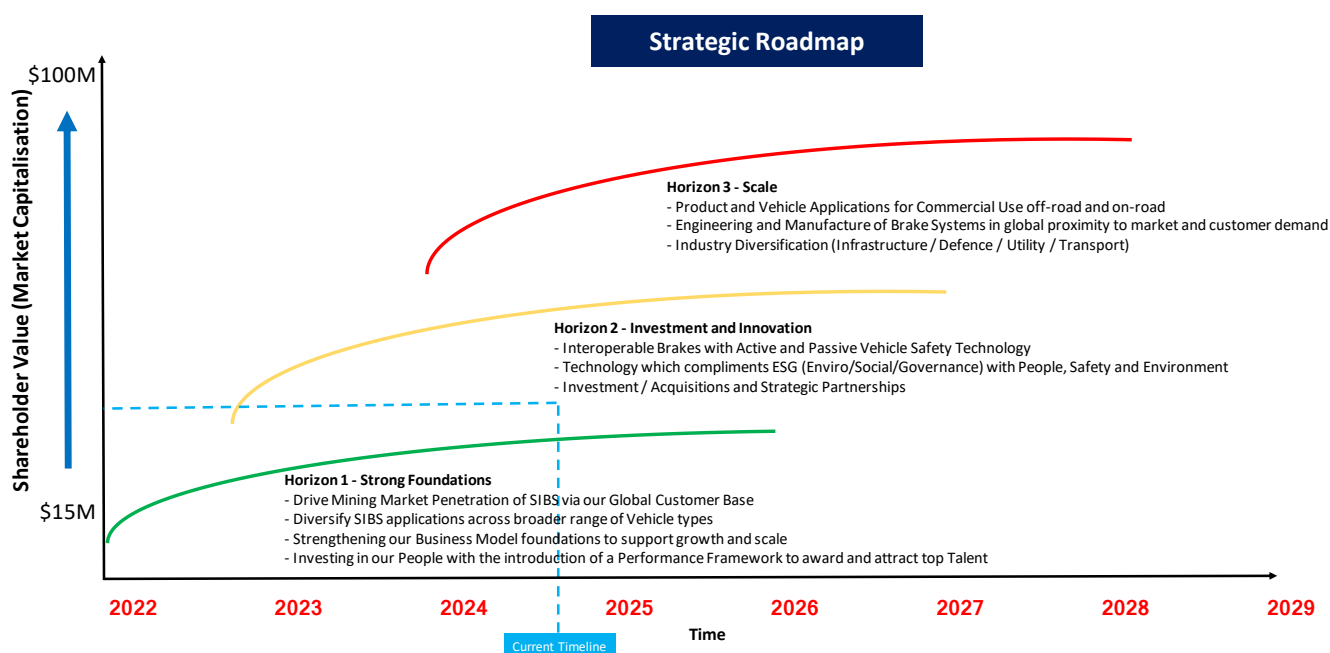 Strategic Roadmap
$100M
Shareholder Value (Market Capitalisation)
Horizon 3 - Scale
- Product and Vehicle Applications for Commercial Use off-road and on-road
- Engineering and Manufacture of Brake Systems in global proximity to market and customer demand
- Industry Diversification (Infrastructure / Defence / Utility / Transport)
Horizon 2 - Investment and Innovation
- Interoperable Brakes with Active and Passive Vehicle Safety Technology
- Technology which compliments ESG (Enviro/Social/Governance) with People, Safety and Environment
- Investment / Acquisitions and Strategic Partnerships
Horizon 1 - Strong Foundations
- Drive Mining Market Penetration of SIBS via our Global Customer Base
$15M
- Diversify SIBS applications across broader range of Vehicle types
- Strengthening our Business Model foundations to support growth and scale
- Investing in our People with the introduction of a Performance Framework to award and attract top Talent
2022 2023 2024 2025 2026 2027 2028 2029
Time
Current Timeline